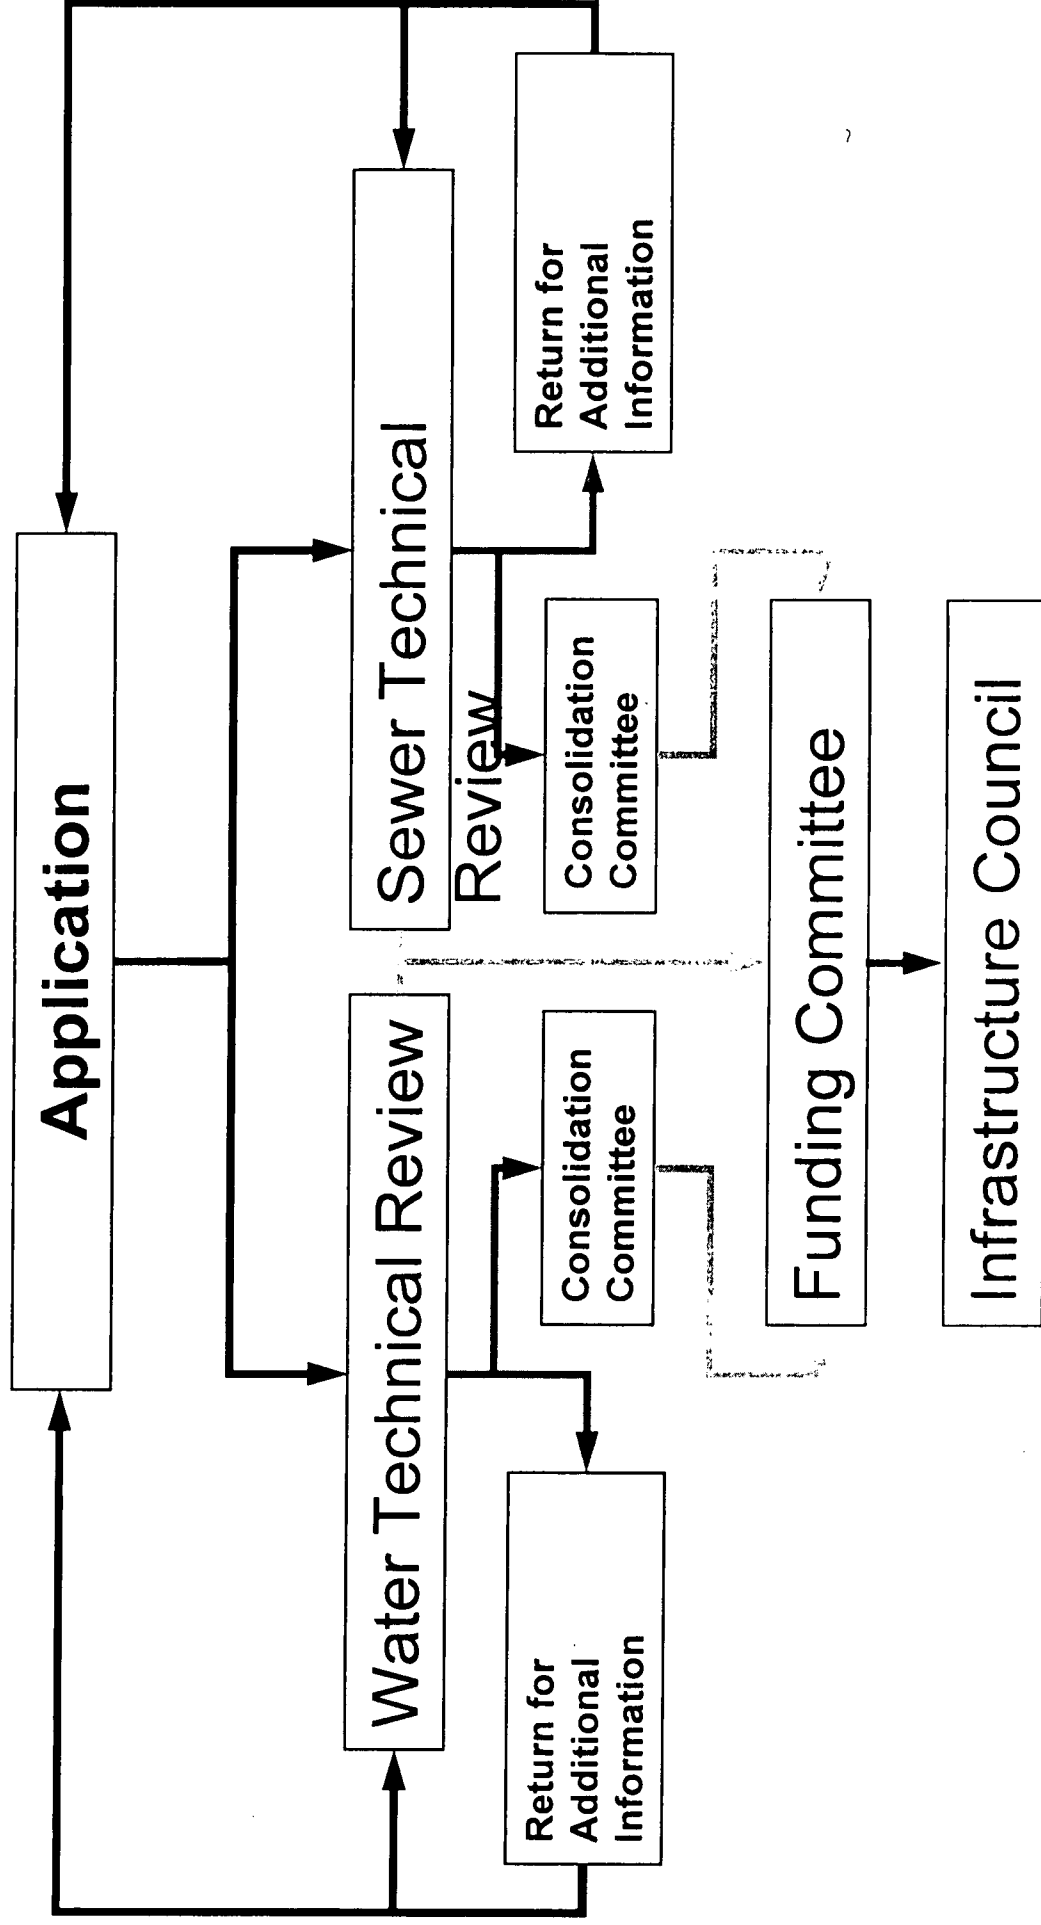 Application
Water Technical Review
Sewer Technical
Review
Return for
Additional
Information
Consolidation
Committee
Consolidation
Committee
Return for
Additional
Information
Funding Committee
Infrastructure Council